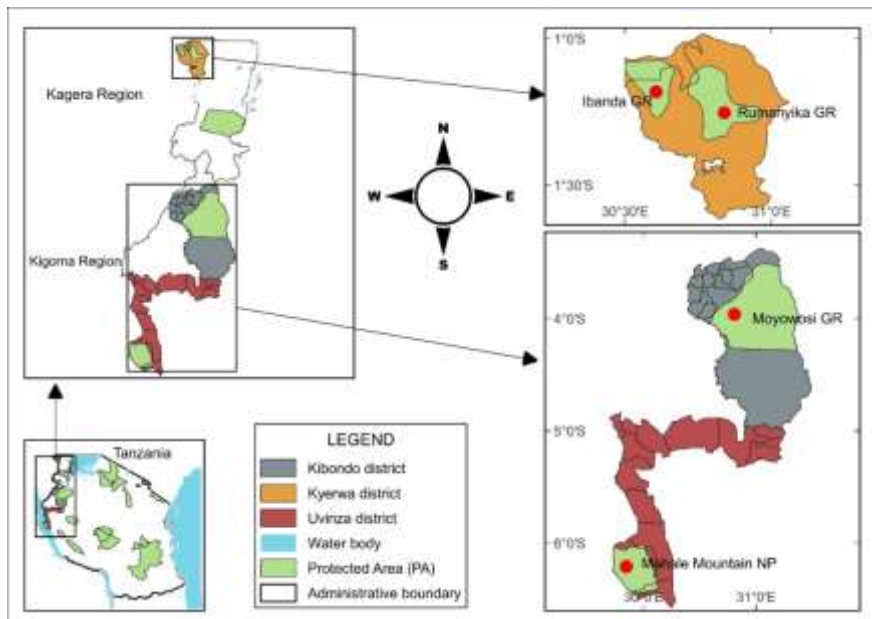 Kagera Region
Kigoma Region
N
W
E
S
1°0'S
Ibanda GR
Rumanyika GR
1°30'S
30°30'E
31°0'E
4°0'S
Moyowosi GR
5°0'S
6°0'S
Mahale Mountain NP
30°0'E
31°0'E
Tanzania
LEGEND
Kibondo district
Kyerwa district
Uvinza district
Water body
Protected Area (PA)
Administrative boundary